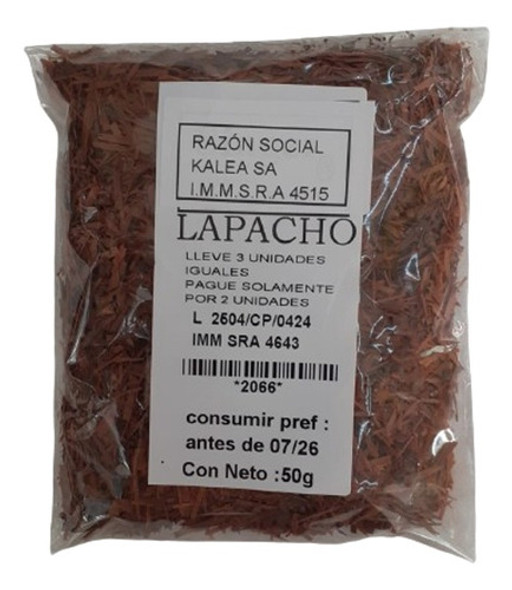 RAZÓN SOCIAL
KALEA SA
I.M.M.S.R.A 4515
LAPACHO
LLEVE 3 UNIDADES
IGUALES
PAGUE SOLAMENTE
POR 2 UNIDADES
L 2504/CP/0424
IMM SRA 4643
*2066*
consumir pref :
antes de 07/26
Con Neto :50g